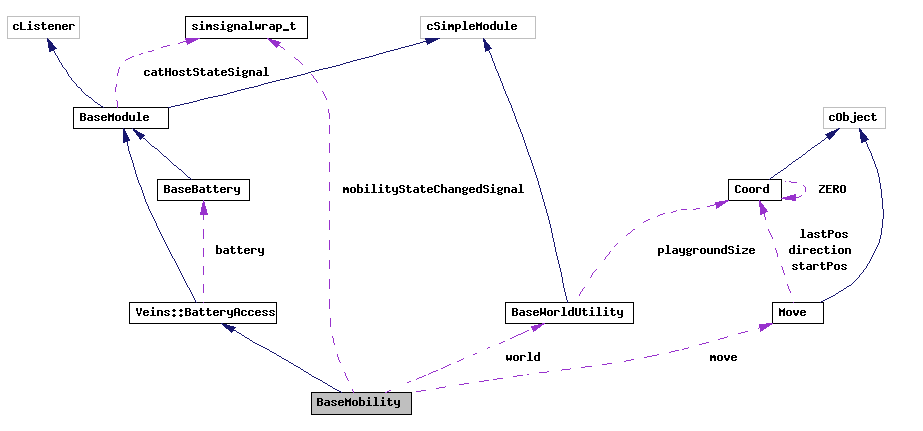 cListener
simsignalwrap_t
cSimpleModule
catHostStateSignal
BaseModule
cObject
BaseBattery
mobilityStateChangedSignal
Coord
ZERO
battery
playgroundSize
lastPos
direction
startPos
Veins::BatteryAccess
BaseWorldUtility
Move
world
move
BaseMobility